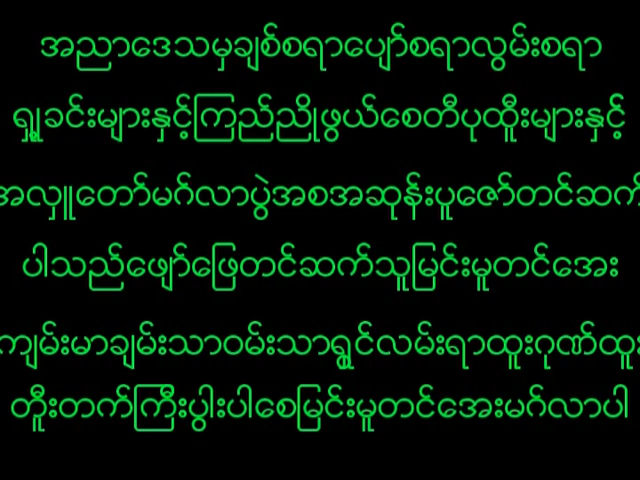 အညာဒေသမှချစ်စရာပျော်စရာလွမ်းစရာ
ရှု့ခင်းများနှင့်ကြည်ညိုဖွယ်စေတီပုထူးများနှင့်
အလှူတော်မဂ်လာပွဲအစအဆုန်းပူဇော်တင်ဆက်
ပါသည်ဖျော်ဖြေတင်ဆက်သူမြင်းမူတင်အေး
ကျမ်းမာချမ်းသာဝမ်းသာရွှင်လမ်းရာထူးဂုဏ်ထူး
တူိးတက်ကြီးပွါးပါစေမြင်းမူတင်အေးမဂ်လာပါ